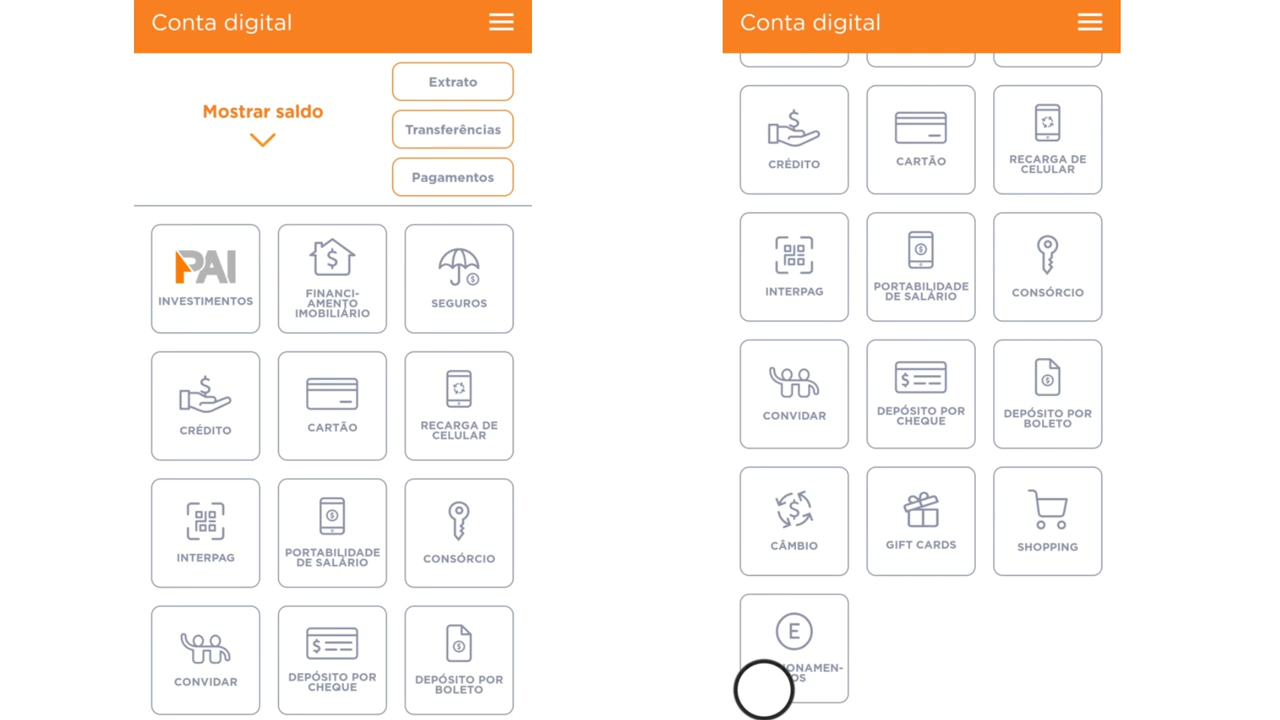 Conta digital
Mostrar saldo
Extrato
Transferências
Pagamentos
PAI
INVESTIMENTOS
FINANCI-
AMENTO
IMOBILIÁRIO
SEGUROS
CRÉDITO
CARTÃO
RECARGA DE
CELULAR
INTERPAG
PORTABILIDADE
DE SALÁRIO
CONSÓRCIO
CONVIDAR
DEPÓSITO POR
CHEQUE
DEPÓSITO POR
BOLETO
Conta digital
CRÉDITO
CARTÃO
RECARGA DE
CELULAR
INTERPAG
PORTABILIDADE
DE SALÁRIO
CONSÓRCIO
CONVIDAR
DEPÓSITO POR
CHEQUE
DEPÓSITO POR
BOLETO
CÂMBIO
GIFT CARDS
SHOPPING
E